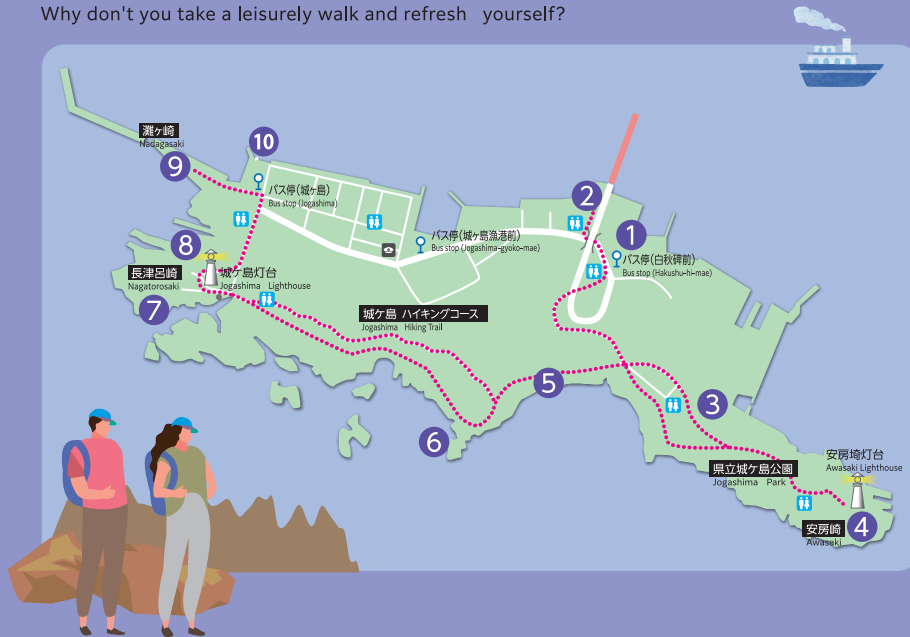 Why don't you take a leisurely walk and refresh yourself?
灘ヶ崎
Nadagasaki
10
9
バス停(城ヶ島)
Bus stop (Jogashima)
2
1
バス停(城ヶ島漁港前)
Bus stop (Jogashima-gyoko-mae)
バス停(白秋碑前)
Bus stop (Hakushu-hi-mae)
8
長津呂崎
Nagatorosaki
城ケ島灯台
Jogashima Lighthouse
7
城ケ島 ハイキングコース
Jogashima Hiking Trail
5
3
6
県立城ケ島公園
Jogashima Park
安房埼灯台
Awasaki Lighthouse
安房崎
Awasaki
4